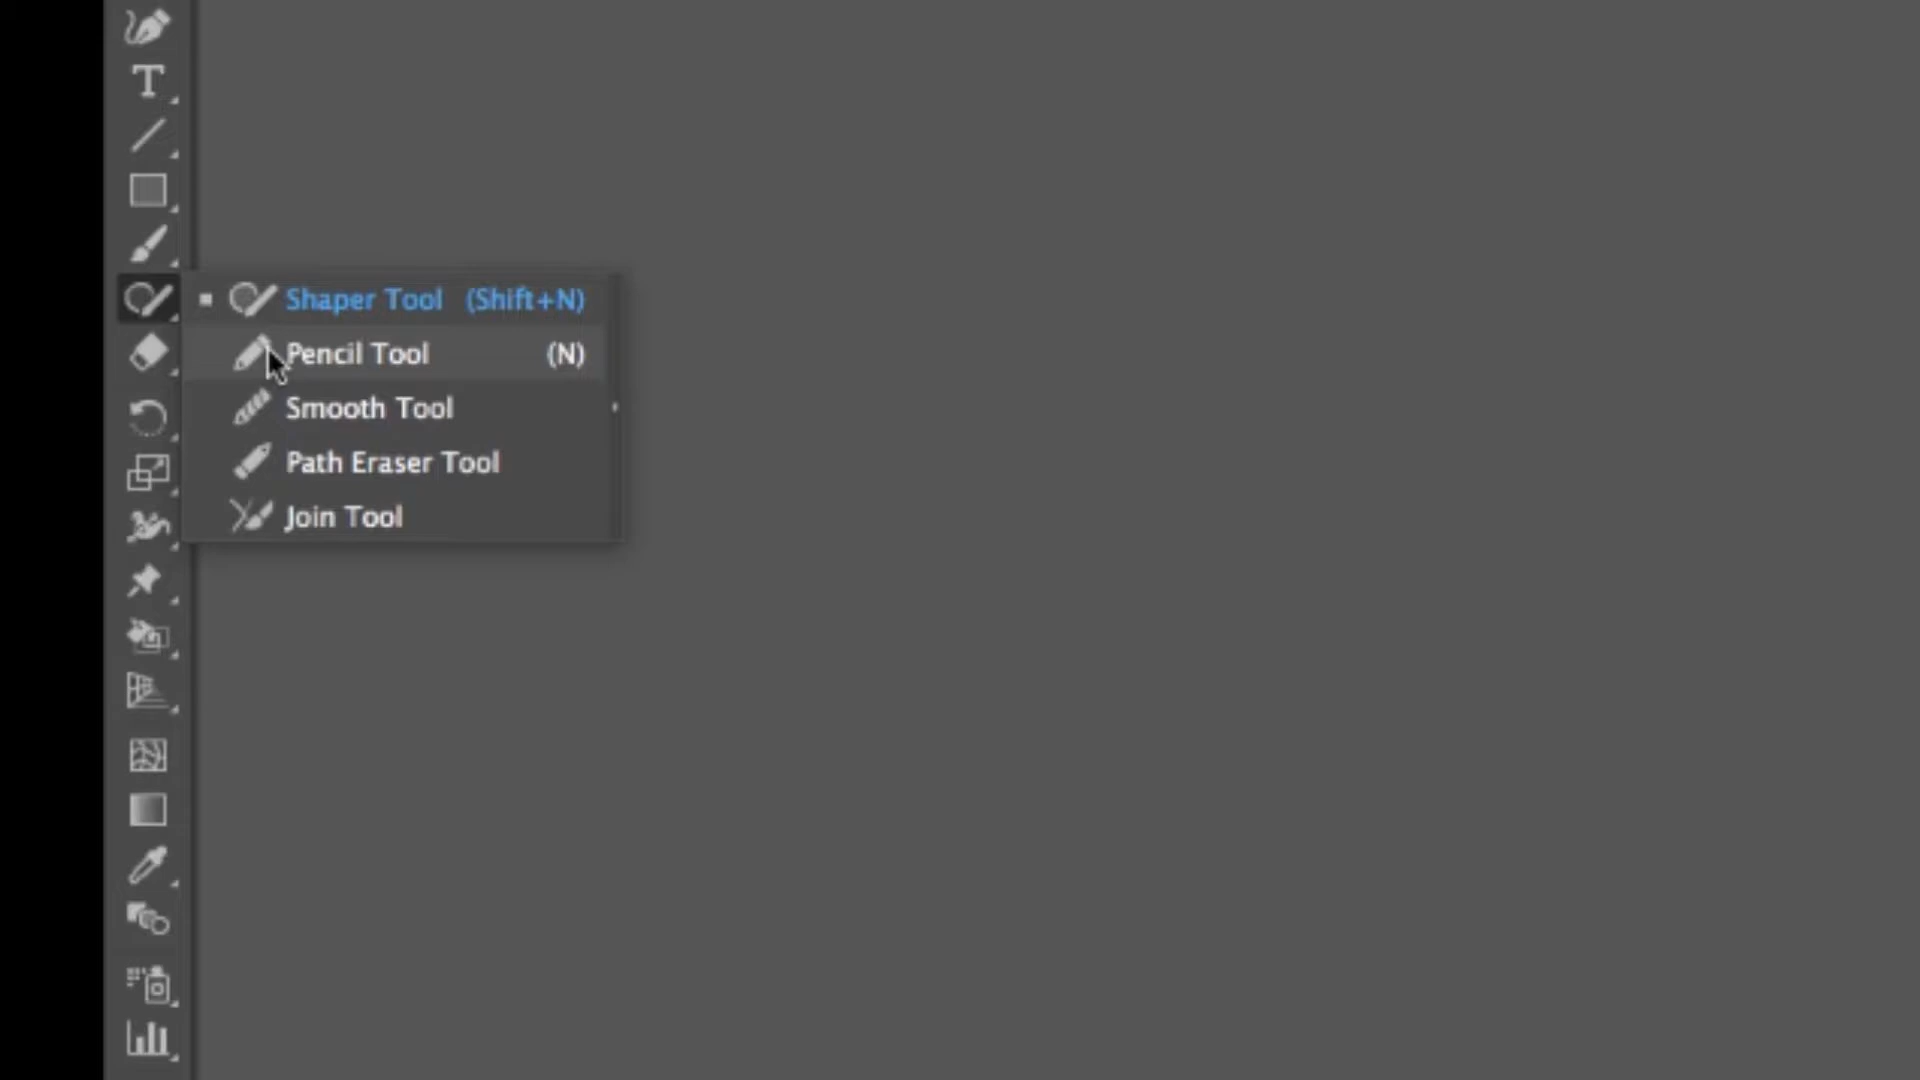 Shaper Tool (Shift+N)
Pencil Tool (N)
Smooth Tool
Path Eraser Tool
Join Tool